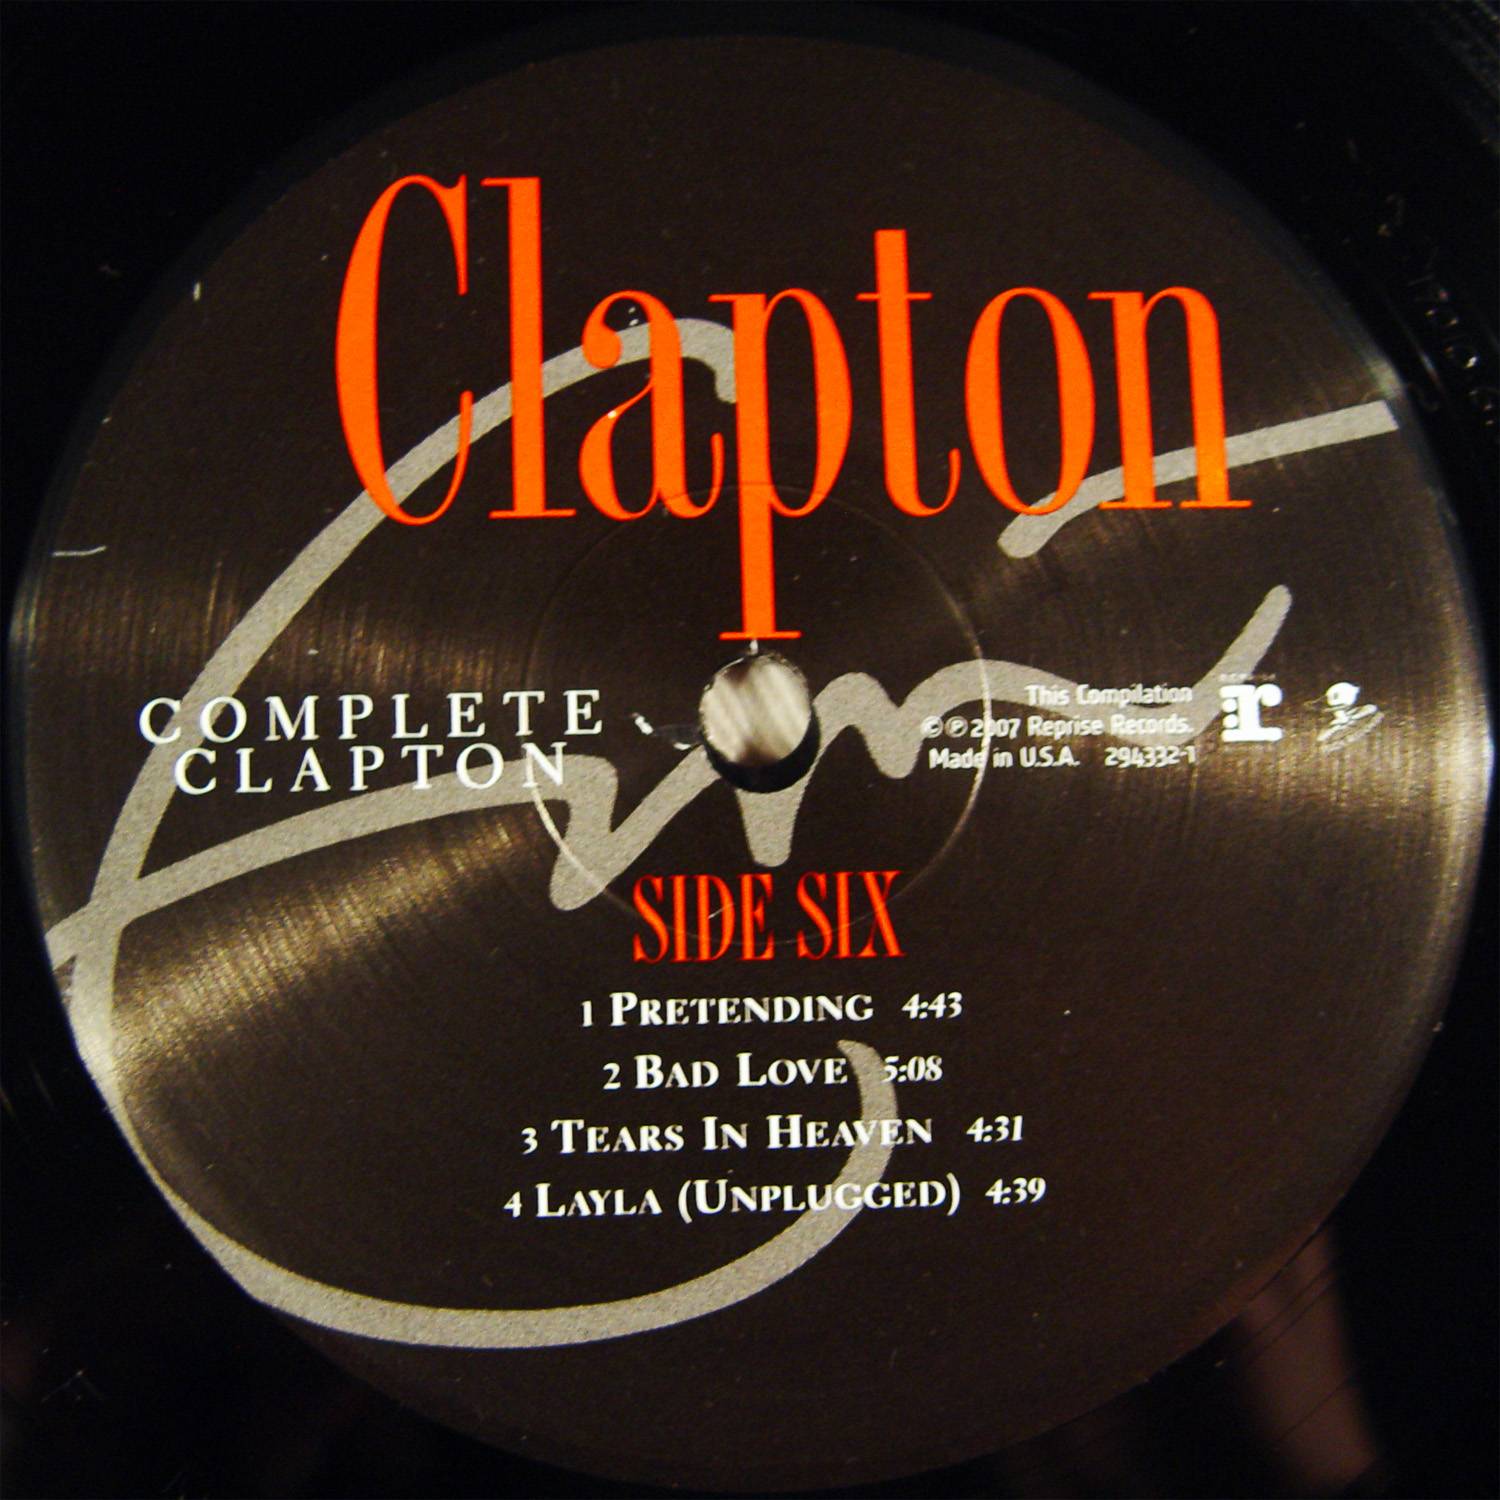 Clapton
COMPLETE
CLAPTON
This Compilation
© ℗ 2007 Reprise Records.
Made in U.S.A. 294332-1
r
SIDE SIX
1 PRETENDING 4:43
2 BAD LOVE 5:08
3 TEARS IN HEAVEN 4:31
4 LAYLA (UNPLUGGED) 4:39